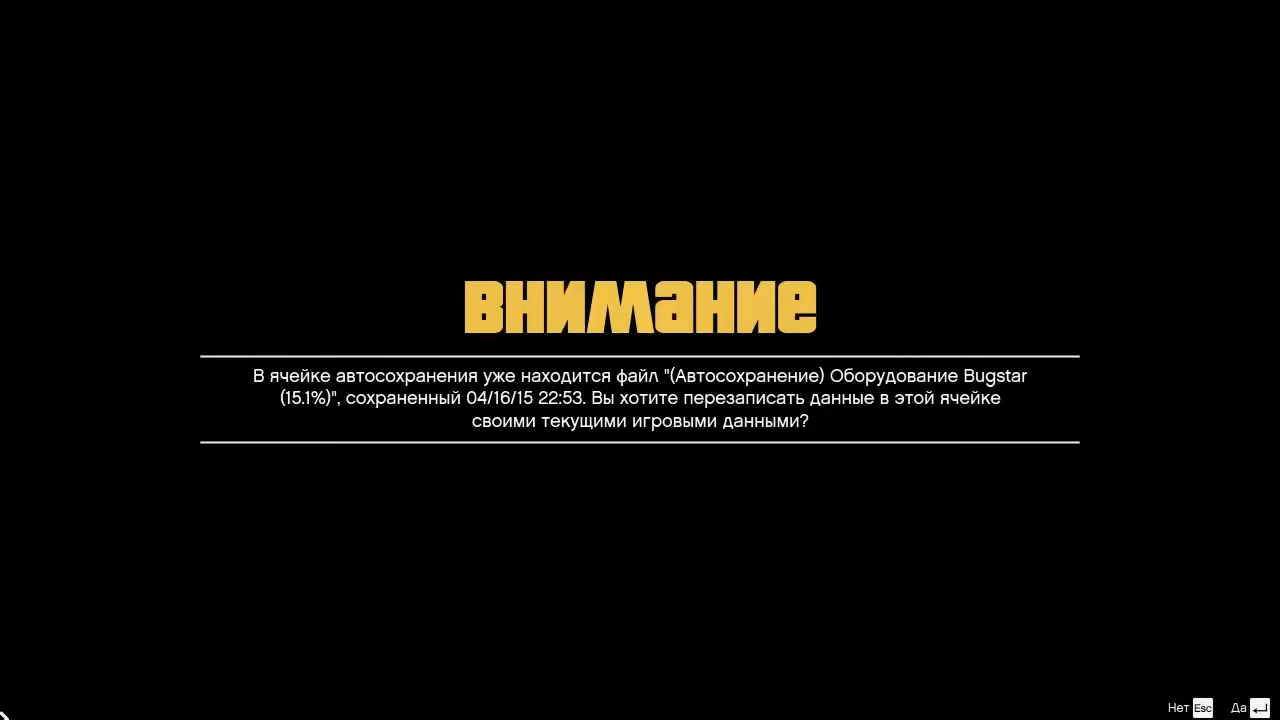 внимание
В ячейке автосохранения уже находится файл "(Автосохранение) Оборудование Bugstar
(15.1%)", сохраненный 04/16/15 22:53. Вы хотите перезаписать данные в этой ячейке
своими текущими игровыми данными?
Нет Esc Да